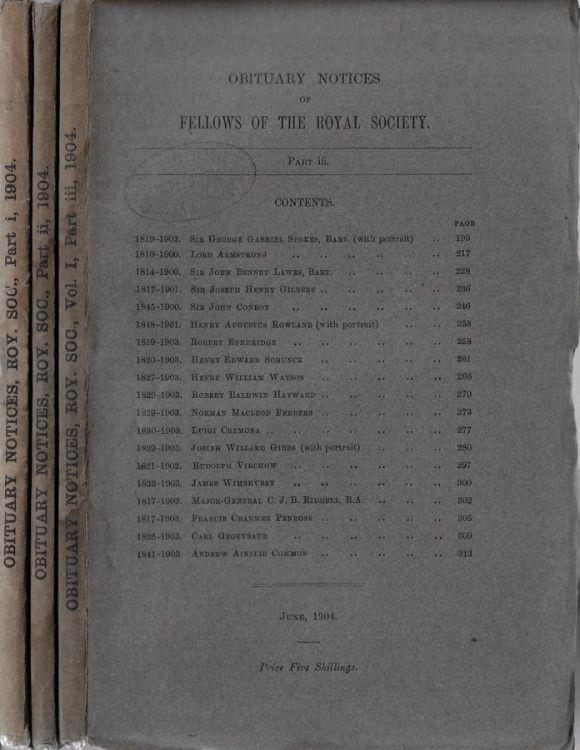 OBITUARY NOTICES, ROY. SOC., Part i, 1904.
OBITUARY NOTICES, ROY. SOC., Part ii, 1904.
OBITUARY NOTICES, ROY. SOC., Vol. I, Part iii, 1904.
OBITUARY NOTICES
OF
FELLOWS OF THE ROYAL SOCIETY.
PART iii.
CONTENTS.
PAGE
1819-1903. SIR GEORGE GABRIEL STOKES, BART. (with portrait) .. 199
1810-1900. LORD ARMSTRONG .. .. .. .. .. .. 217
1814-1900. SIR JOHN BENNET LAWES, BART. .. .. .. .. 228
1817-1901. SIR JOSEPH HENRY GILBERT .. .. .. .. .. 236
1845-1900. SIR JOHN CONROY .. .. .. .. .. .. 246
1848-1901. HENRY AUGUSTUS ROWLAND (with portrait) .. .. 253
1819-1903. ROBERT ETHERIDGE .. .. .. .. .. .. 258
1820-1903. HENRY EDWARD SCHUNCK .. .. .. .. .. 261
1827-1903. HENRY WILLIAM WATSON .. .. .. .. .. 266
1829-1903. ROBERT BALDWIN HAYWARD .. .. .. .. .. 270
1829-1903. NORMAN MACLEOD FERRERS .. .. .. .. .. 273
1830-1903. LUIGI CREMONA .. .. .. .. .. .. .. 277
1839-1903. JOSIAH WILLARD GIBBS (with portrait) .. .. .. 280
1821-1902. RUDOLPH VIRCHOW .. .. .. .. .. .. 297
1832-1903. JAMES WIMSHURST .. .. .. .. .. .. 300
1817-1903. MAJOR-GENERAL C. J. B. RIDDELL, R.A. .. .. .. 302
1817-1903. FRANCIS CRANMER PENROSE .. .. .. .. .. 305
1826-1903. CARL GEGENBAUR .. .. .. .. .. .. 309
1841-1903. ANDREW AINSLIE COMMON .. .. .. .. .. 313
JUNE, 1904.
Price Five Shillings.